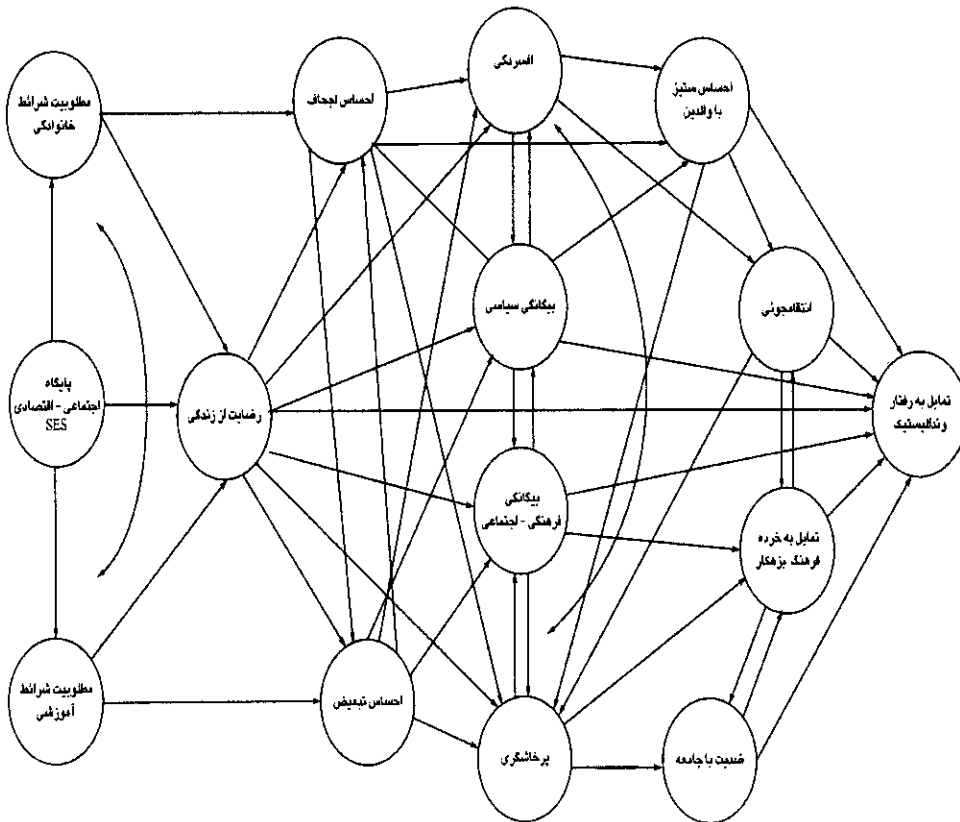 افسردگی
احساس ستیز
با والدین
احساس اجحاف
مطلوبیت شرائط
خانوادگی
بیگانگی سیاسی
انتقامجوئی
پایگاه
اجتماعی - اقتصادی
SES
رضایت از زندگی
تمایل به رفتار
وندالیستیک
بیگانگی
فرهنگی - اجتماعی
تمایل به خرده
فرهنگ بزهکار
مطلوبیت شرائط
آموزشی
احساس تبعیض
پرخاشگری
ضدیت با جامعه